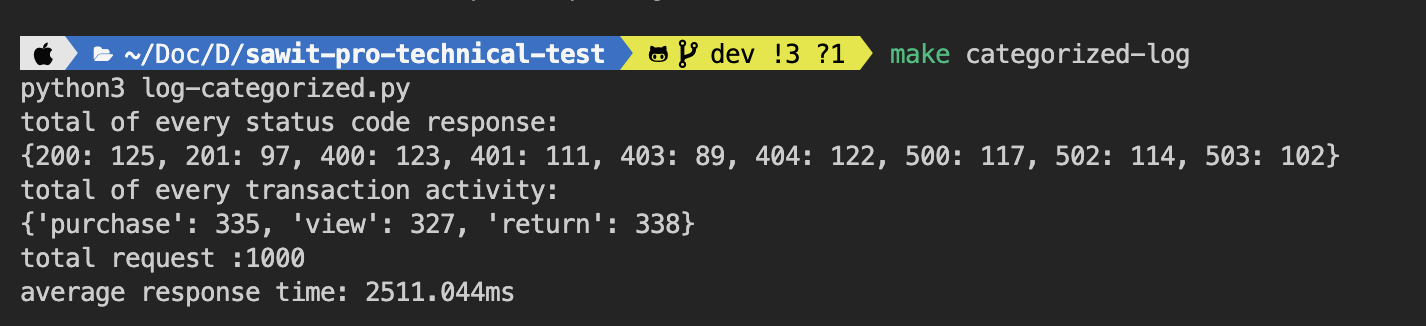 ~/Doc/D/sawit-pro-technical-test dev !3 ?1 make categorized-log
python3 log-categorized.py
total of every status code response:
{200: 125, 201: 97, 400: 123, 401: 111, 403: 89, 404: 122, 500: 117, 502: 114, 503: 102}
total of every transaction activity:
{'purchase': 335, 'view': 327, 'return': 338}
total request :1000
average response time: 2511.044ms